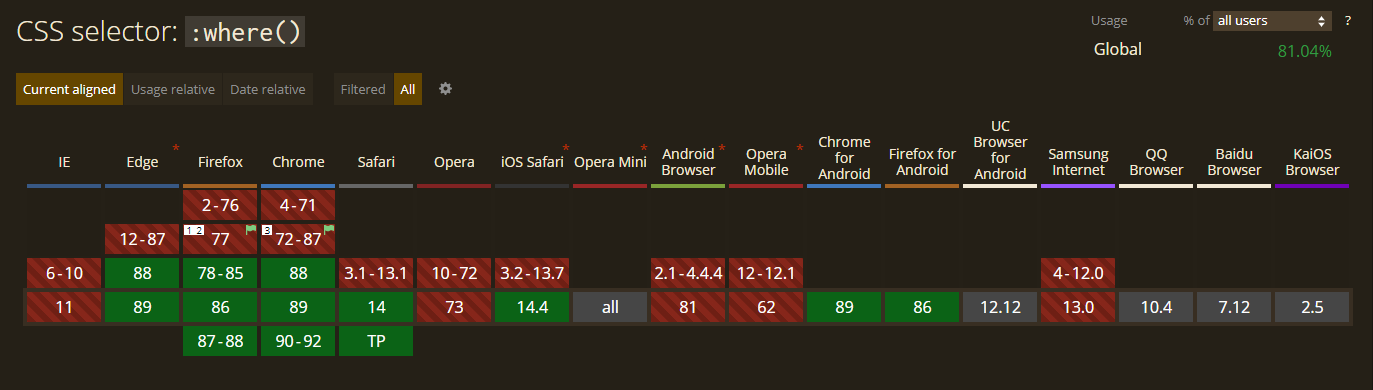 CSS selector: :where()
Usage % of all users ?
Global 81.04%
Current aligned Usage relative Date relative Filtered All
IE Edge * Firefox Chrome Safari Opera iOS Safari * Opera Mini * Android Browser * Opera Mobile * Chrome for Android Firefox for Android UC Browser for Android Samsung Internet QQ Browser Baidu Browser KaiOS Browser
2-76 4-71
12-87 1 2 77 3 72-87
6-10 88 78-85 88 3.1-13.1 10-72 3.2-13.7 2.1-4.4.4 12-12.1 4-12.0
11 89 86 89 14 73 14.4 all 81 62 89 86 12.12 13.0 10.4 7.12 2.5
87-88 90-92 TP